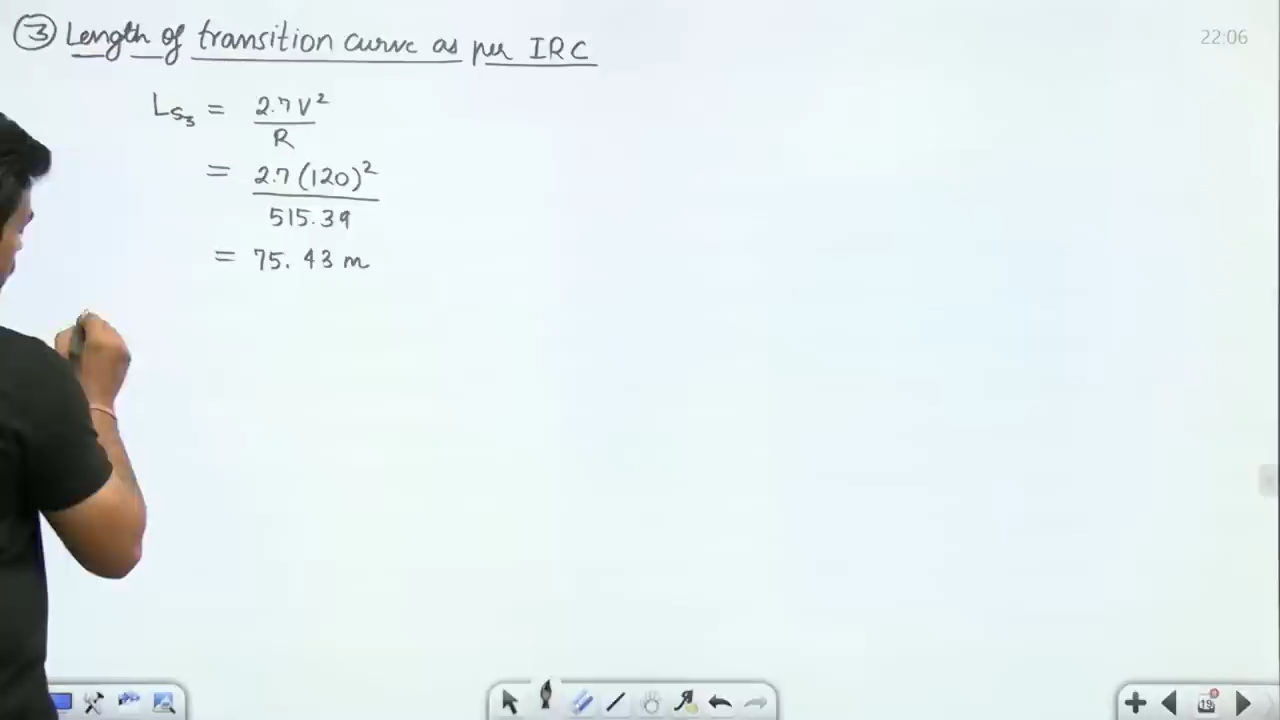 ③ Length of transition curve as per IRC
22:06
Ls₃ = 2.7V²
R
= 2.7(120)²
515.39
= 75.43 m
19